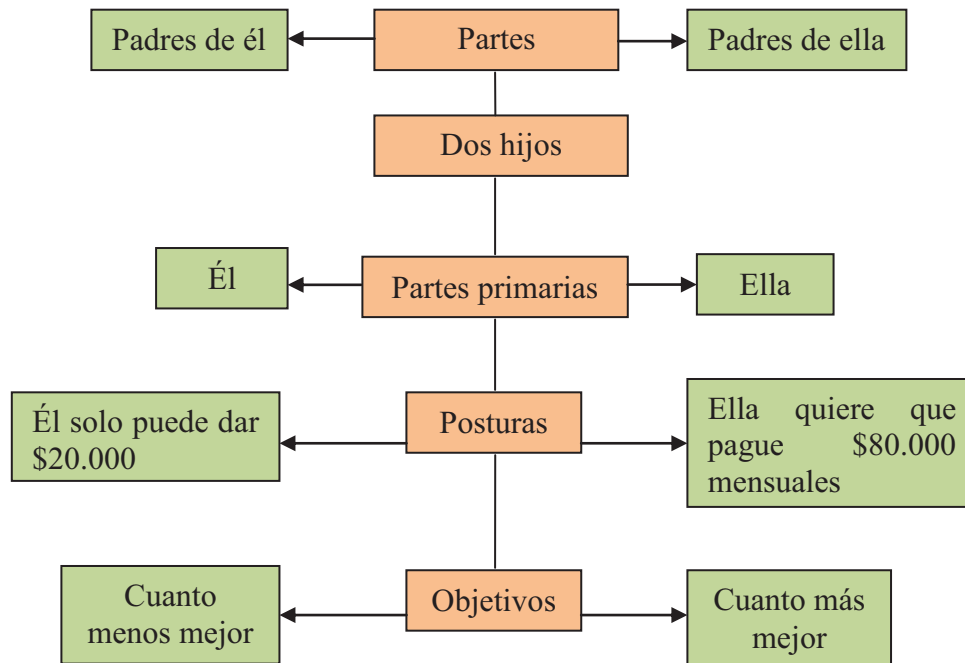 Padres de él
Partes
Padres de ella
Dos hijos
Él
Partes primarias
Ella
Él solo puede dar
$20.000
Posturas
Ella quiere que
pague $80.000
mensuales
Cuanto
menos mejor
Objetivos
Cuanto más
mejor